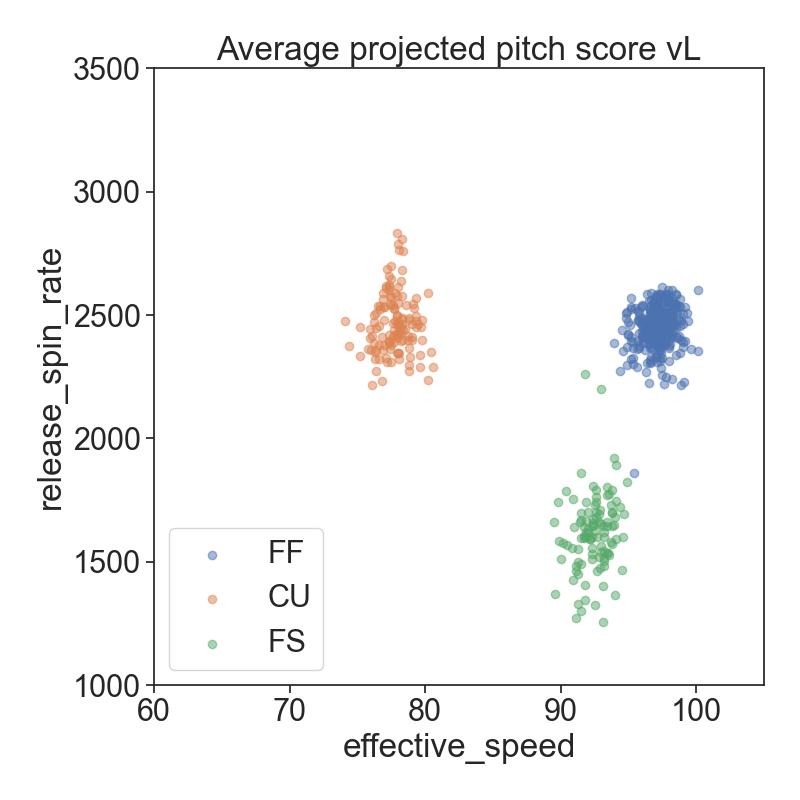 Average projected pitch score vL
3500
3000
2500
2000
1500
1000
release_spin_rate
FF
CU
FS
60
70
80
90
100
effective_speed